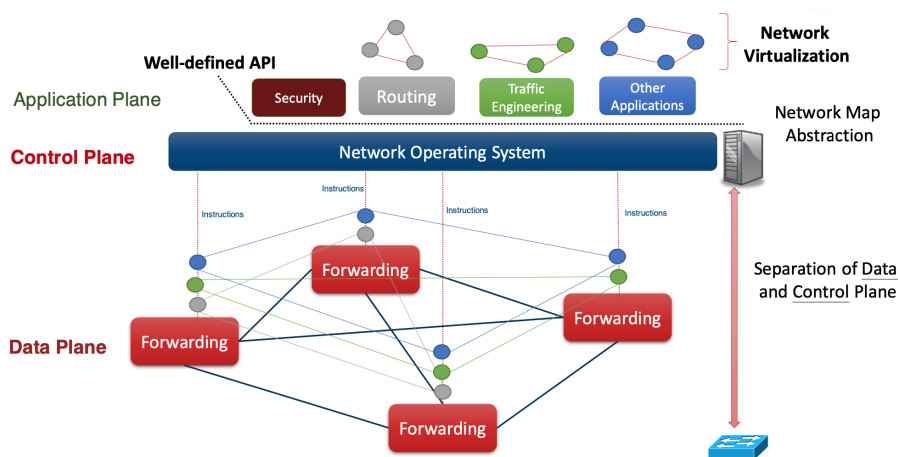 Network
Virtualization
Well-defined API
Application Plane
Security
Routing
Traffic
Engineering
Other
Applications
Network Map
Abstraction
Control Plane
Network Operating System
Instructions
Instructions
Instructions
Instructions
Forwarding
Separation of Data
and Control Plane
Forwarding
Forwarding
Data Plane
Forwarding